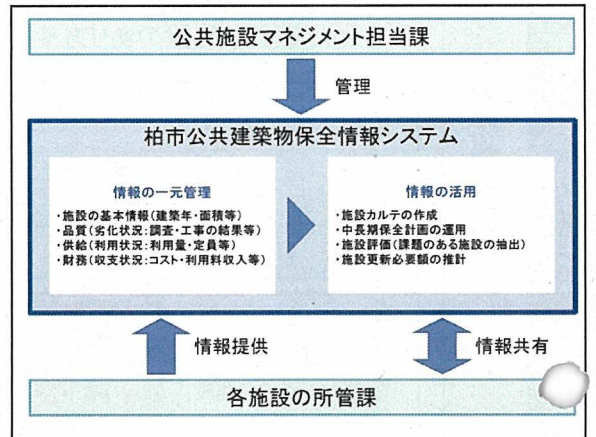 公共施設マネジメント担当課
管理
柏市公共建築物保全情報システム
情報の一元管理
・施設の基本情報(建築年・面積等)
・品質(劣化状況:調査・工事の結果等)
・供給(利用状況:利用量・定員等)
・財務(収支状況:コスト・利用料収入等)
情報の活用
・施設カルテの作成
・中長期保全計画の運用
・施設評価(課題のある施設の抽出)
・施設更新必要額の推計
情報提供
情報共有
各施設の所管課